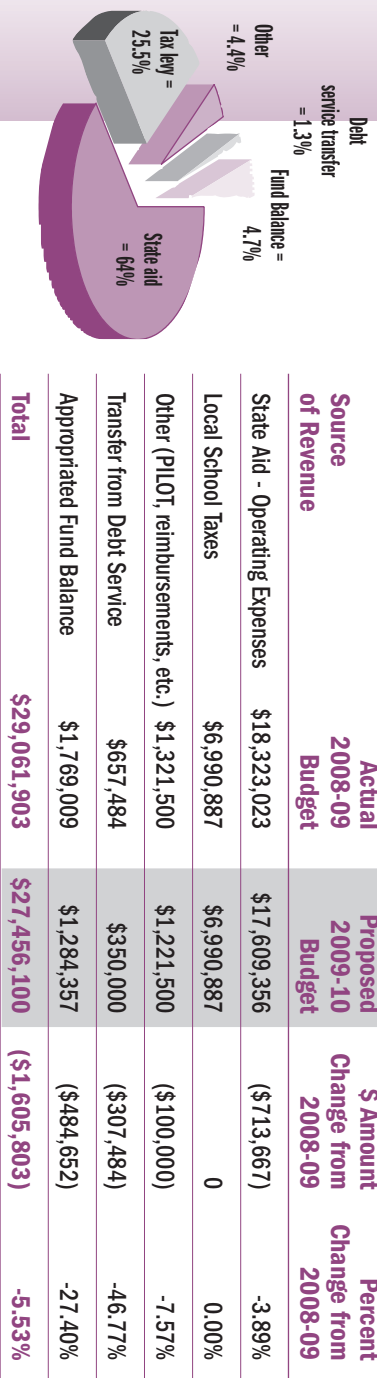 Debt
service transfer
= 1.3%
Other
= 4.4%
Fund Balance =
4.7%
Tax levy =
25.5%
State aid
= 64%
Source
of Revenue
Actual
2008-09
Budget
Proposed
2009-10
Budget
$ Amount
Change from
2008-09
Percent
Change from
2008-09
State Aid - Operating Expenses $18,323,023 $17,609,356 ($713,667) -3.89%
Local School Taxes $6,990,887 $6,990,887 0 0.00%
Other (PILOT, reimbursements, etc.) $1,321,500 $1,221,500 ($100,000) -7.57%
Transfer from Debt Service $657,484 $350,000 ($307,484) -46.77%
Appropriated Fund Balance $1,769,009 $1,284,357 ($484,652) -27.40%
Total $29,061,903 $27,456,100 ($1,605,803) -5.53%